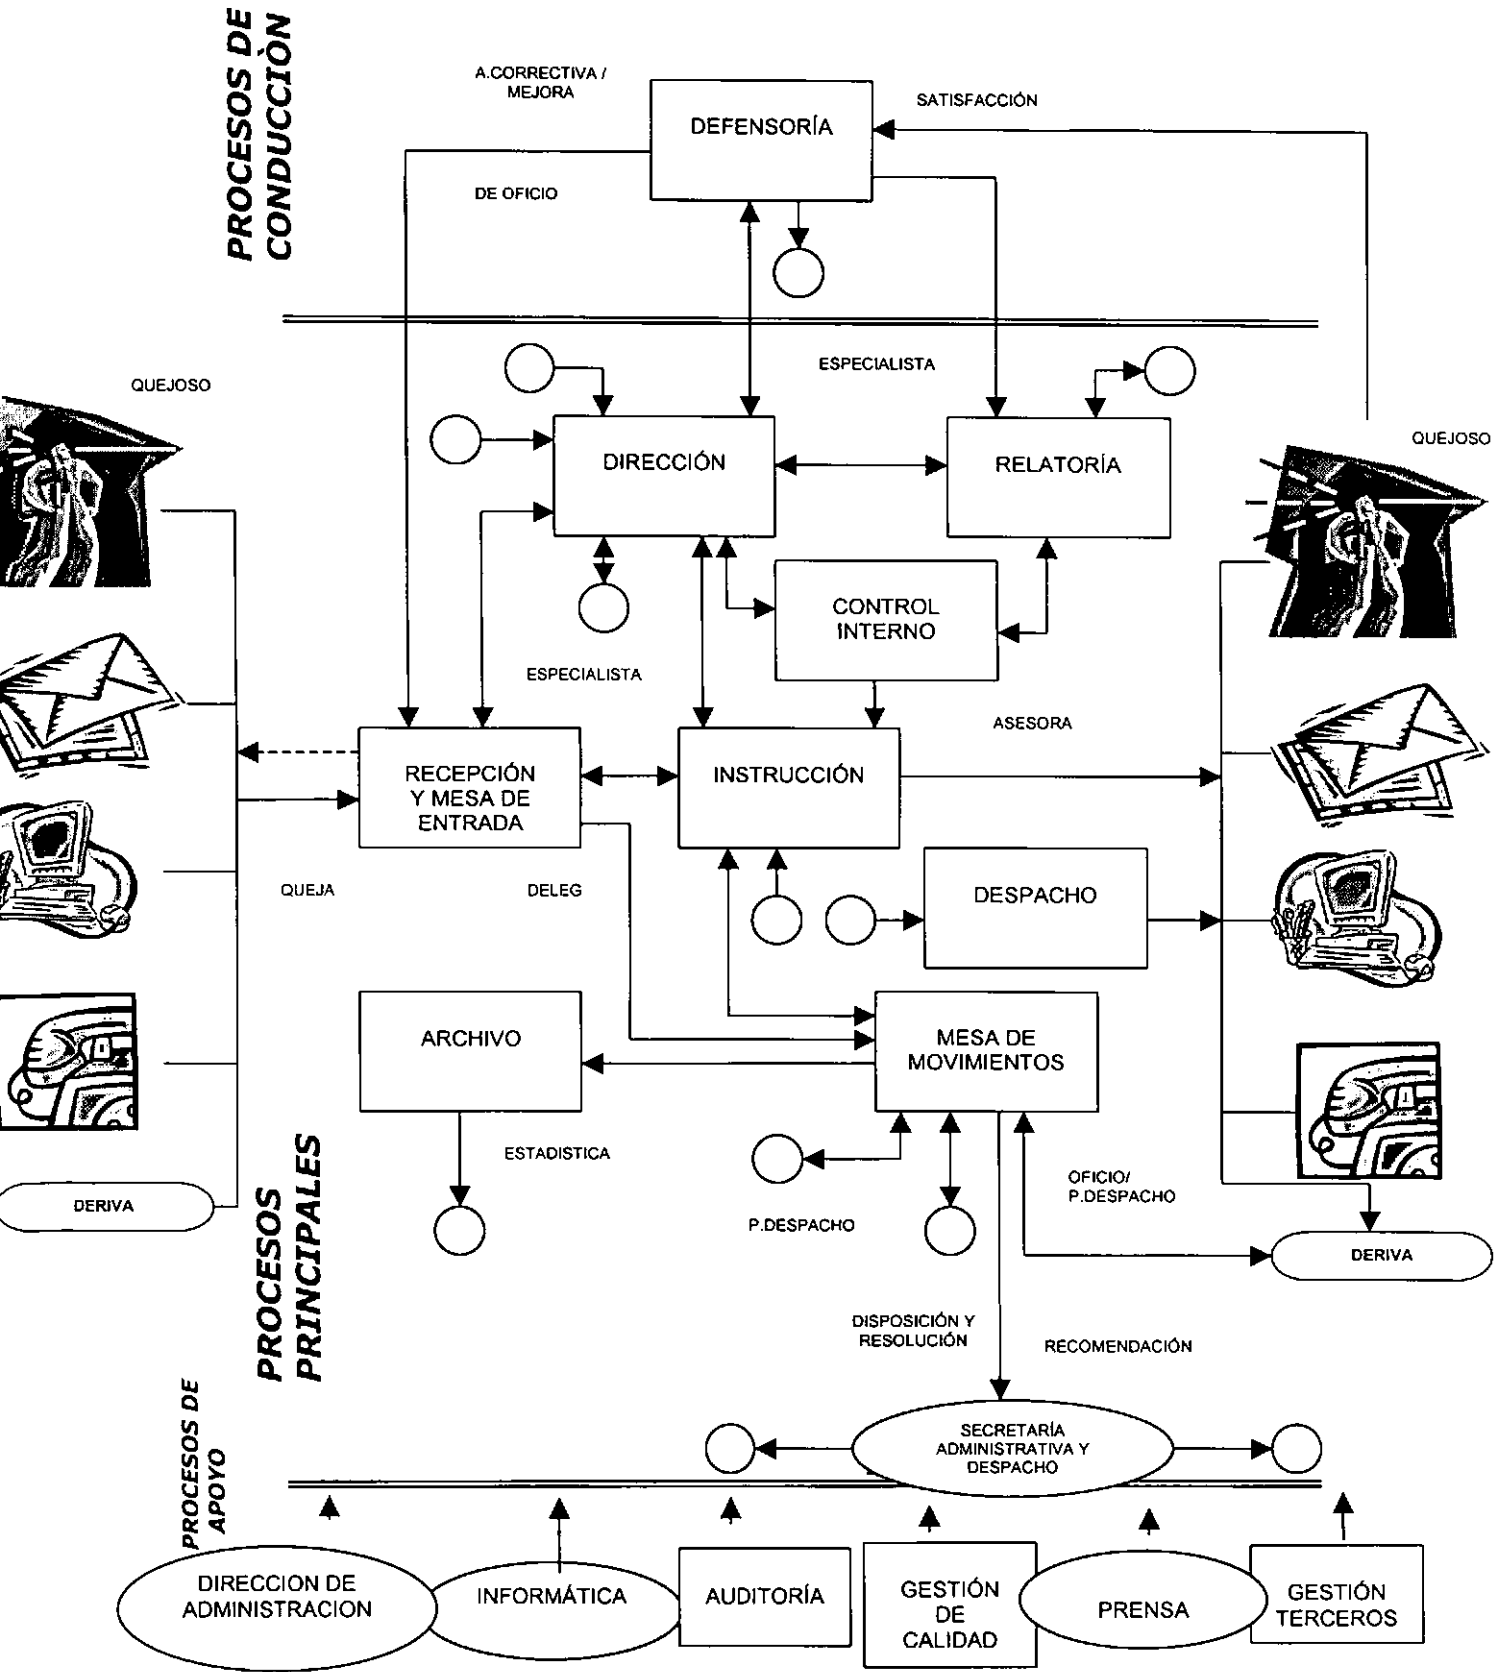 PROCESOS DE
CONDUCCIÒN
A.CORRECTIVA /
MEJORA
DEFENSORÍA
SATISFACCIÓN
DE OFICIO
QUEJOSO
ESPECIALISTA
QUEJOSO
DIRECCIÓN
RELATORÍA
CONTROL
INTERNO
ESPECIALISTA
ASESORA
RECEPCIÓN
Y MESA DE
ENTRADA
INSTRUCCIÓN
QUEJA
DELEG
DESPACHO
ARCHIVO
MESA DE
MOVIMIENTOS
ESTADISTICA
P.DESPACHO
OFICIO/
P.DESPACHO
DERIVA
DERIVA
PROCESOS
PRINCIPALES
DISPOSICIÓN Y
RESOLUCIÓN
RECOMENDACIÓN
PROCESOS DE
APOYO
SECRETARÍA
ADMINISTRATIVA Y
DESPACHO
DIRECCION DE
ADMINISTRACION
INFORMÁTICA
AUDITORÍA
GESTIÓN
DE
CALIDAD
PRENSA
GESTIÓN
TERCEROS